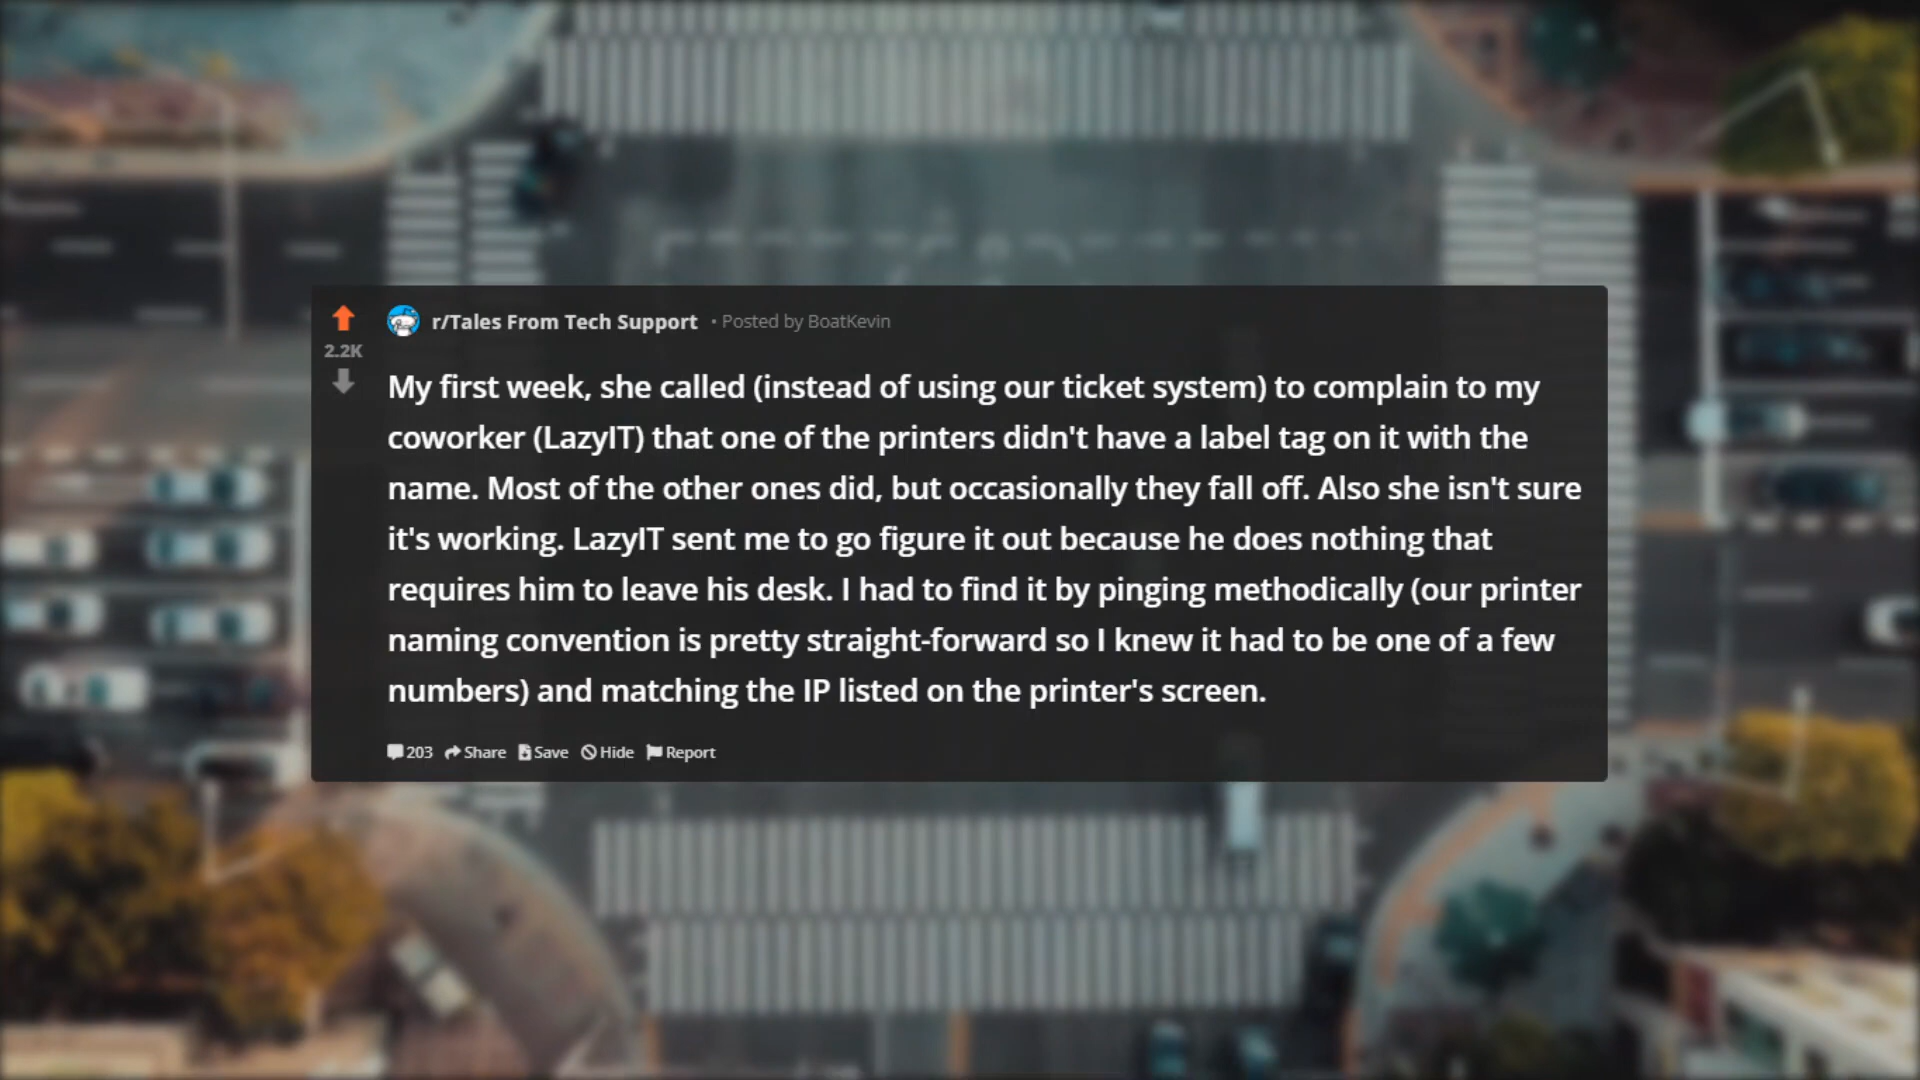 r/Tales From Tech Support • Posted by BoatKevin
2.2K
My first week, she called (instead of using our ticket system) to complain to my
coworker (LazyIT) that one of the printers didn't have a label tag on it with the
name. Most of the other ones did, but occasionally they fall off. Also she isn't sure
it's working. LazyIT sent me to go figure it out because he does nothing that
requires him to leave his desk. I had to find it by pinging methodically (our printer
naming convention is pretty straight-forward so I knew it had to be one of a few
numbers) and matching the IP listed on the printer's screen.
203 Share Save Hide Report